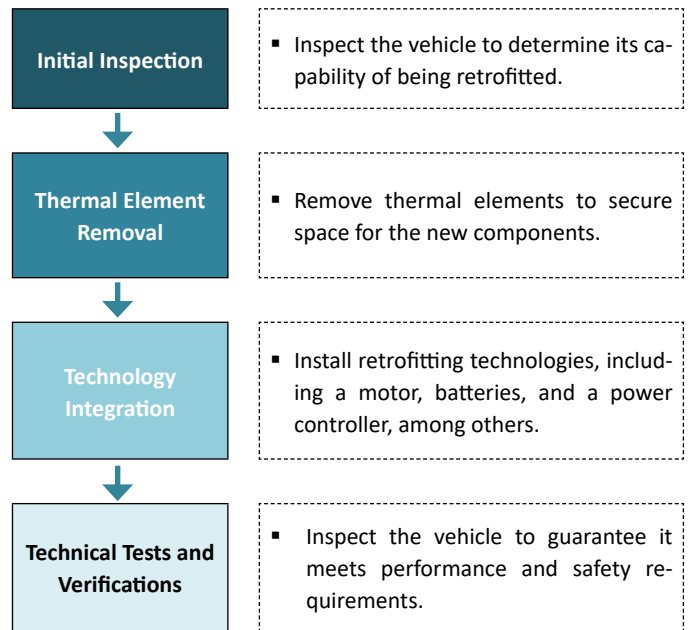 Initial Inspection
▪ Inspect the vehicle to determine its ca-
pability of being retrofitted.
Thermal Element
Removal
▪ Remove thermal elements to secure
space for the new components.
Technology
Integration
▪ Install retrofitting technologies, includ-
ing a motor, batteries, and a power
controller, among others.
Technical Tests and
Verifications
▪ Inspect the vehicle to guarantee it
meets performance and safety re-
quirements.